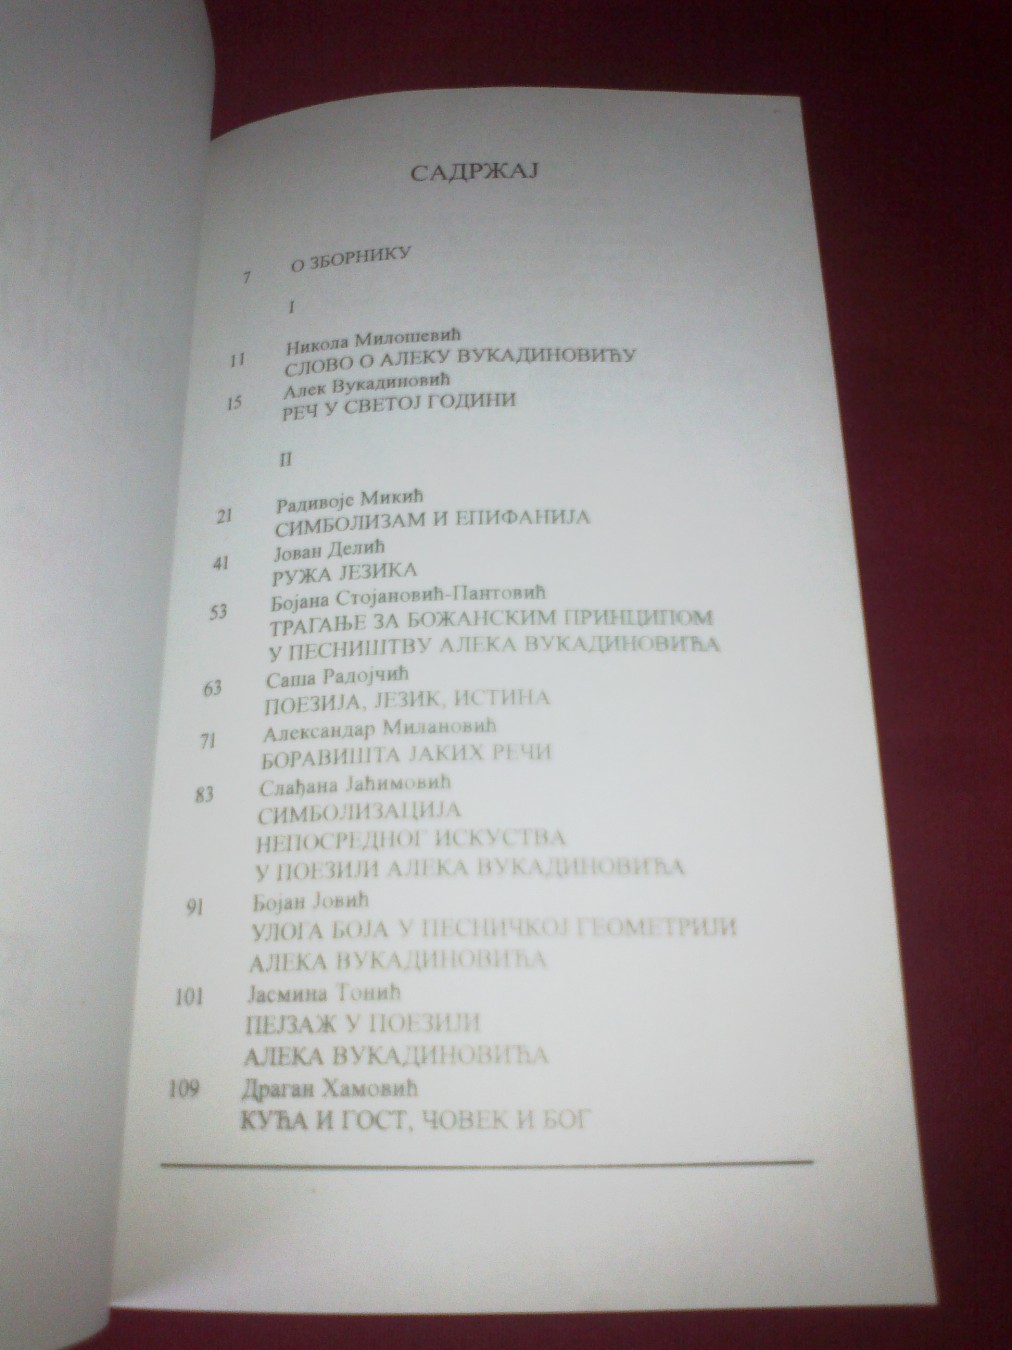 САДРЖАЈ
7 О ЗБОРНИКУ
I
11 Никола Милошевић
СЛОВО О АЛЕКУ ВУКАДИНОВИЋУ
15 Алек Вукадиновић
РЕЧ У СВЕТОЈ ГОДИНИ
II
21 Радивоје Микић
СИМБОЛИЗАМ И ЕПИФАНИЈА
41 Јован Делић
РУЖА ЈЕЗИКА
53 Бојана Стојановић-Пантовић
ТРАГАЊЕ ЗА БОЖАНСКИМ ПРИНЦИПОМ
У ПЕСНИШТВУ АЛЕКА ВУКАДИНОВИЋА
63 Саша Радојчић
ПОЕЗИЈА, ЈЕЗИК, ИСТИНА
71 Александар Милановић
БОРАВИШТА ЈАКИХ РЕЧИ
83 Слађана Јаћимовић
СИМБОЛИЗАЦИЈА
НЕПОСРЕДНОГ ИСКУСТВА
У ПОЕЗИЈИ АЛЕКА ВУКАДИНОВИЋА
91 Бојан Јовић
УЛОГА БОЈА У ПЕСНИЧКОЈ ГЕОМЕТРИЈИ
АЛЕКА ВУКАДИНОВИЋА
101 Јасмина Тонић
ПЕЈЗАЖ У ПОЕЗИЈИ
АЛЕКА ВУКАДИНОВИЋА
109 Драган Хамовић
КУЋА И ГОСТ, ЧОВЕК И БОГ